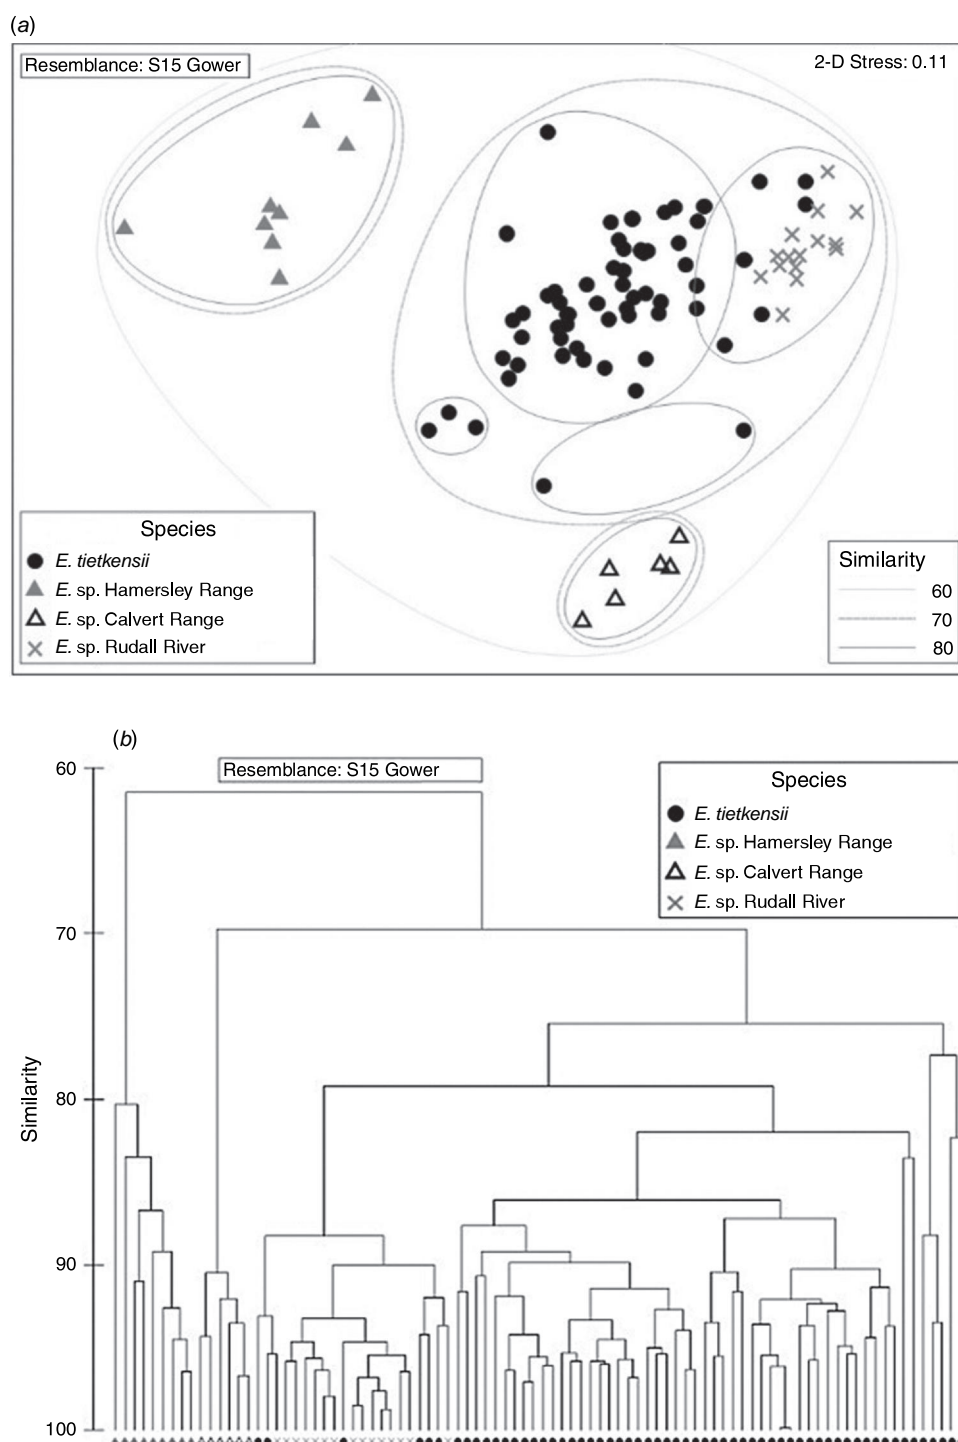 (a)
Resemblance: S15 Gower
2-D Stress: 0.11
Species
E. tietkensii
E. sp. Hamersley Range
E. sp. Calvert Range
E. sp. Rudall River
Similarity
60
70
80
(b)
Resemblance: S15 Gower
Species
E. tietkensii
E. sp. Hamersley Range
E. sp. Calvert Range
E. sp. Rudall River
Similarity
60
70
80
90
100